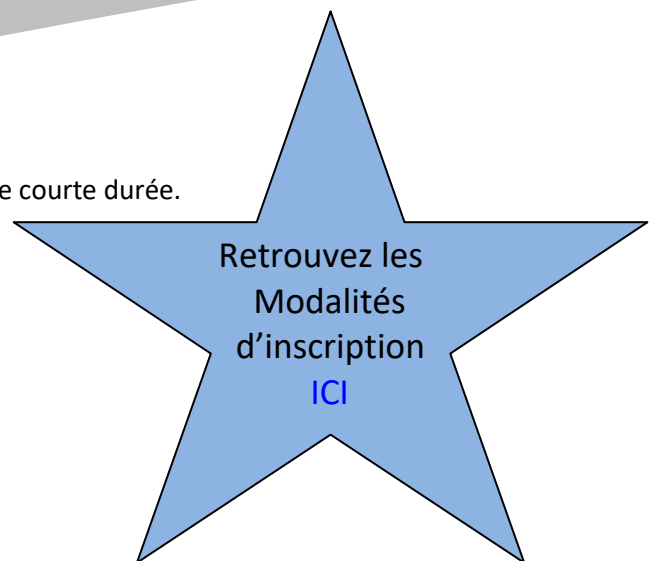 e courte durée.
Retrouvez les
Modalités
d’inscription
ICI